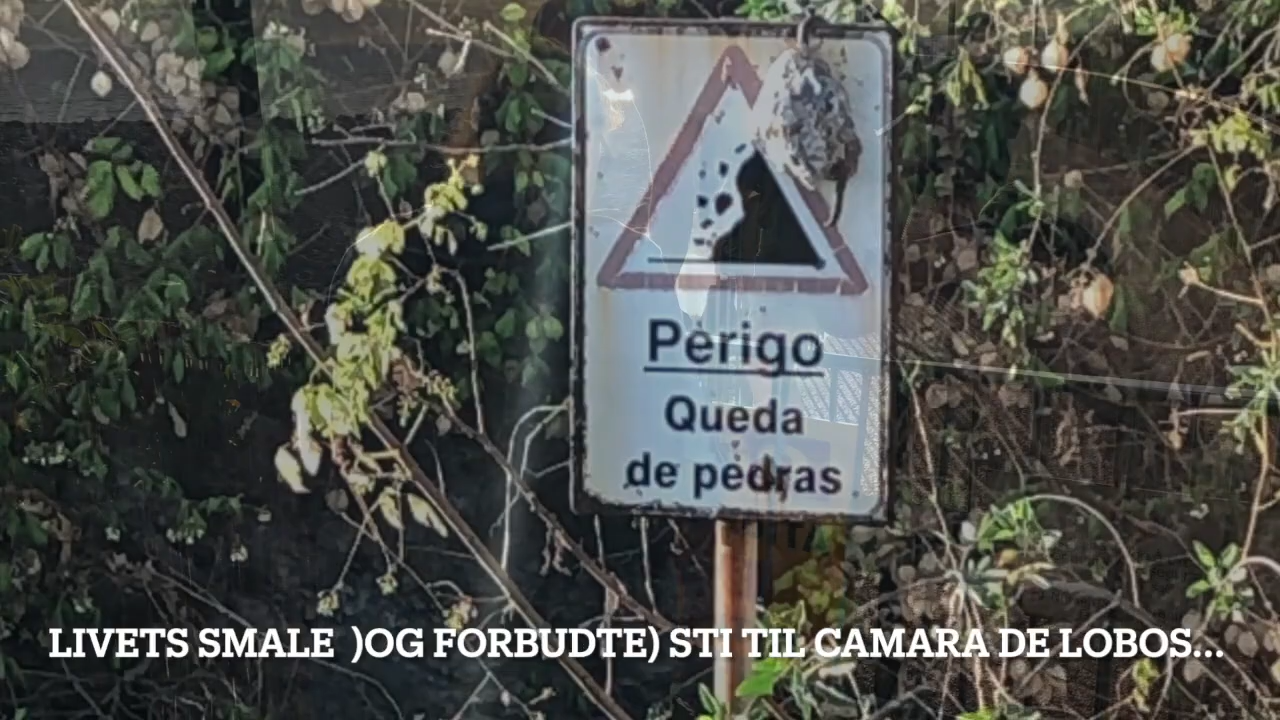 Perigo
Queda
de pedras
LIVETS SMALE )OG FORBUDTE) STI TIL CAMARA DE LOBOS...